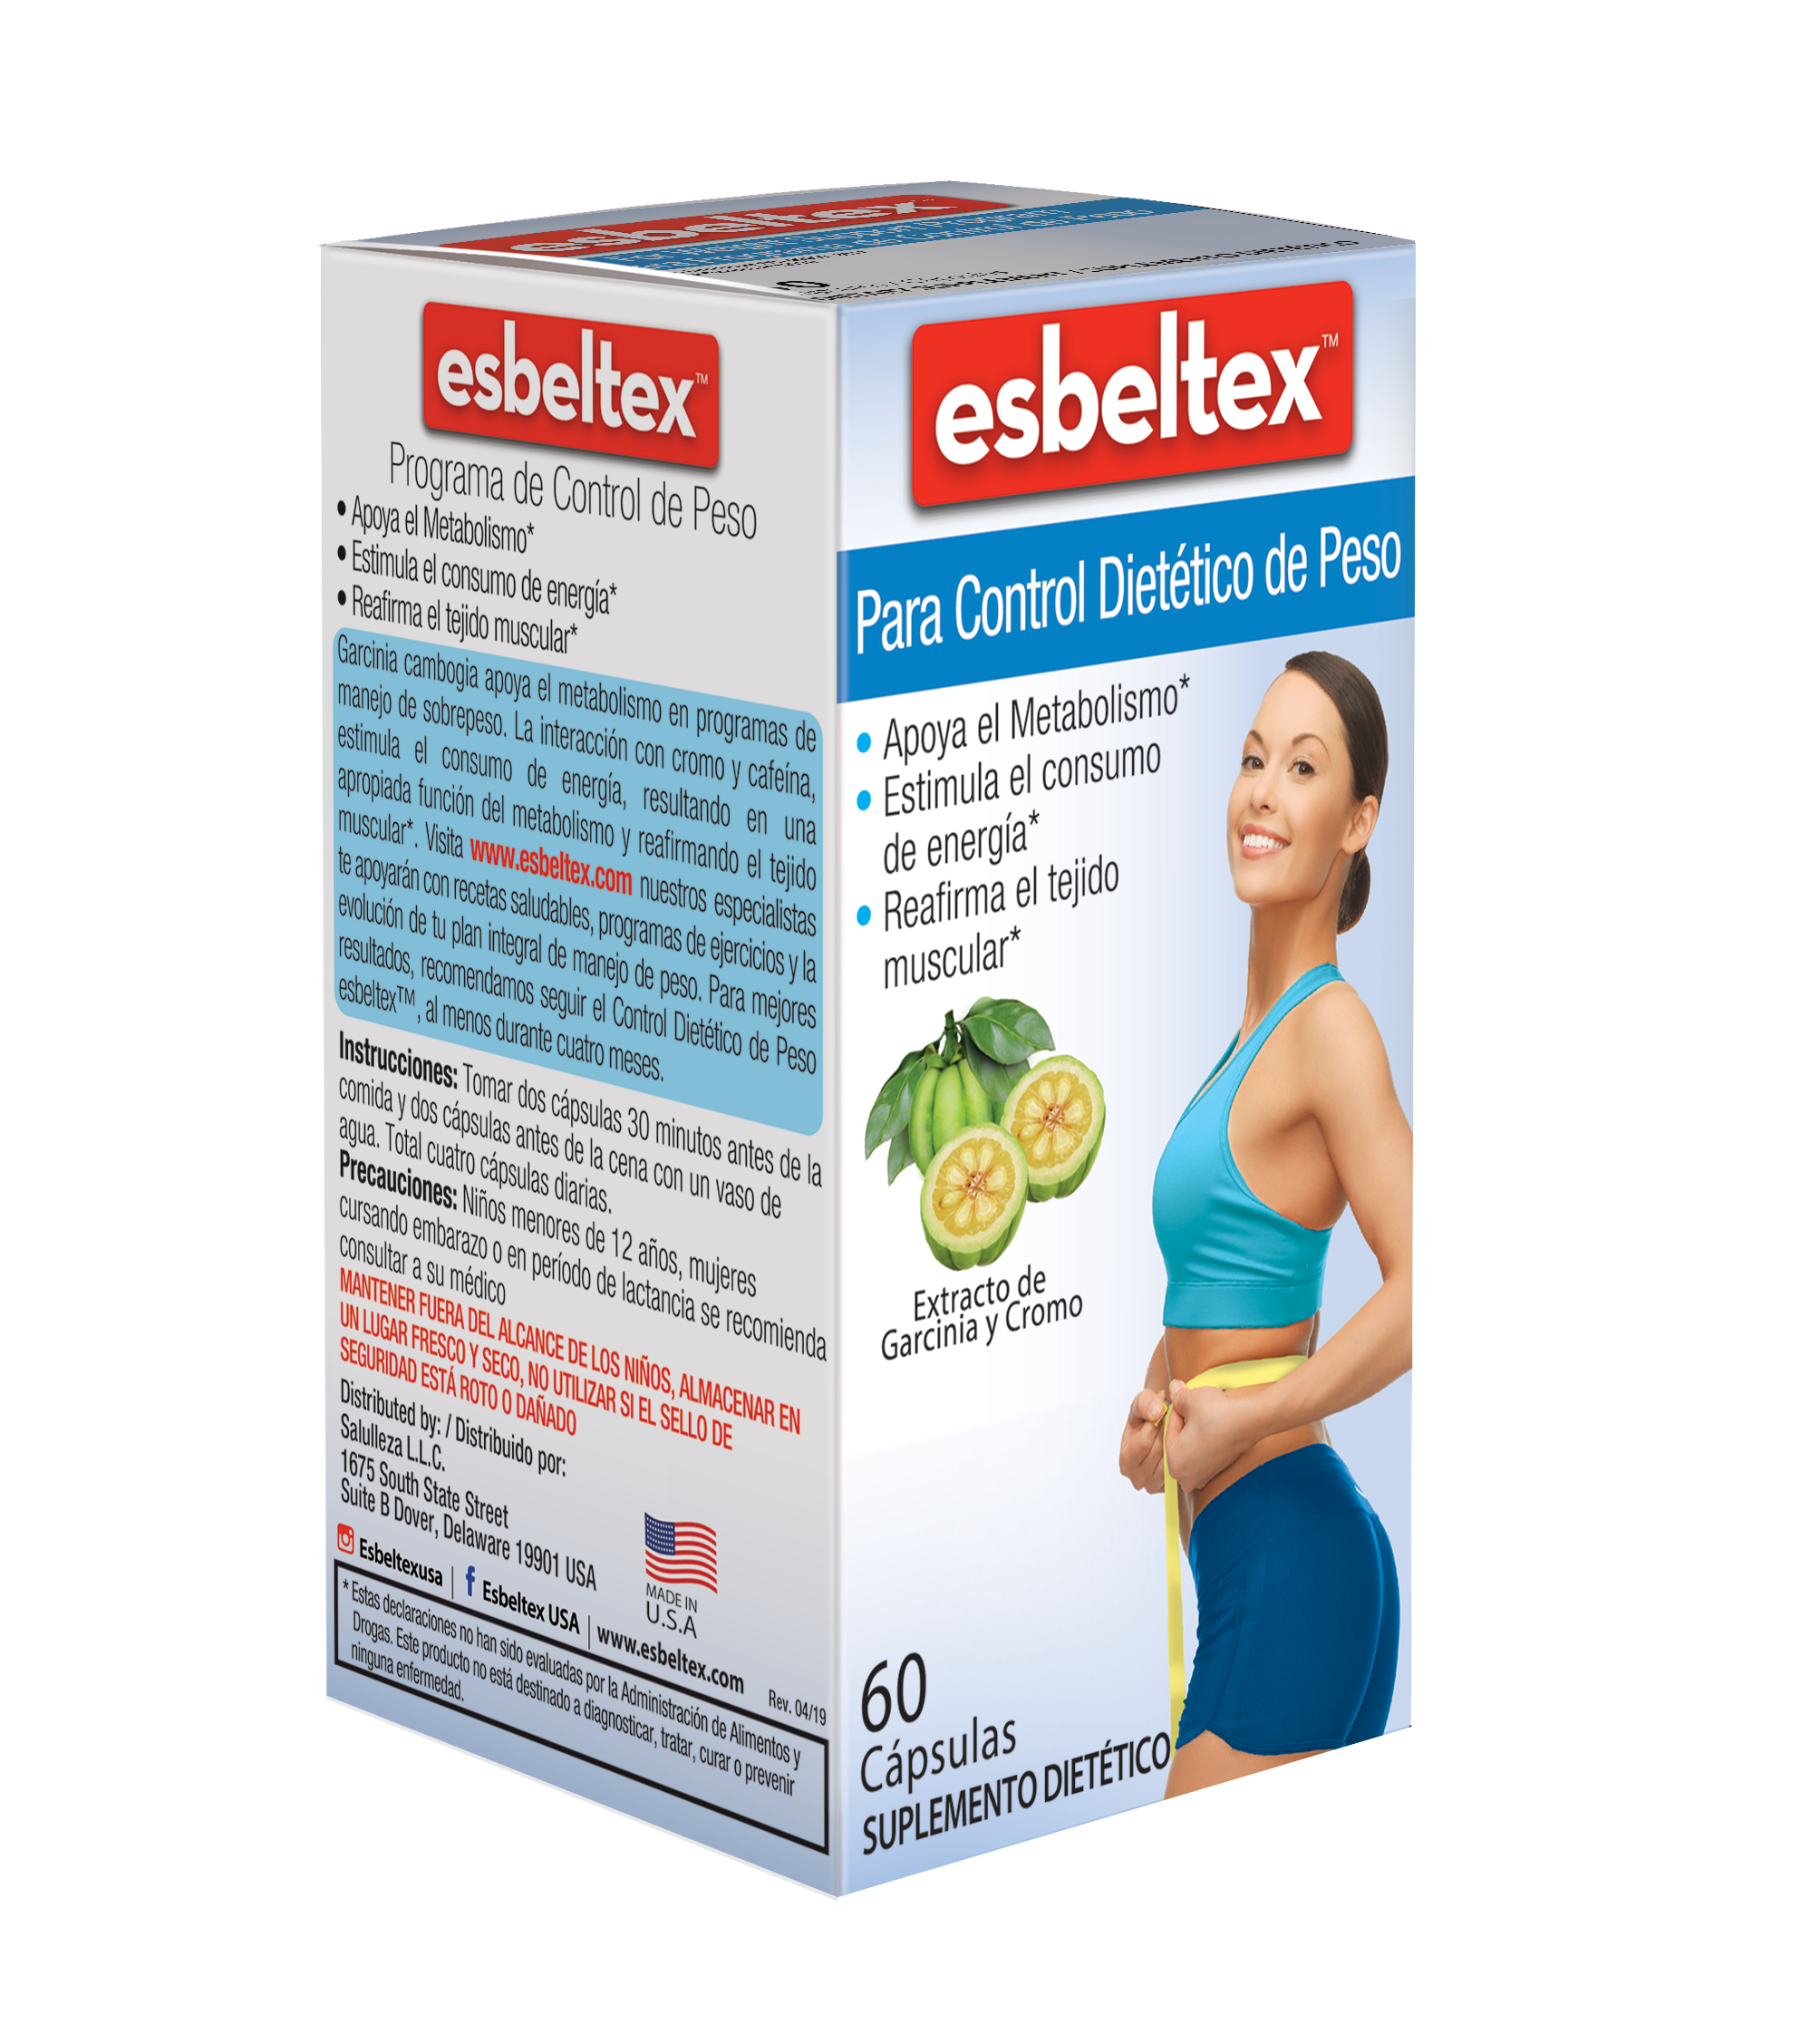 esbeltex
esbeltex™
Programa de Control de Peso
• Apoya el Metabolismo*
• Estimula el consumo de energía*
• Reafirma el tejido muscular*
Garcinia cambogia apoya el metabolismo en programas de
manejo de sobrepeso. La interacción con cromo y cafeína,
estimula el consumo de energía, resultando en una
apropiada función del metabolismo y reafirmando el tejido
muscular*. Visita www.esbeltex.com nuestros especialistas
te apoyarán con recetas saludables, programas de ejercicios y la
evolución de tu plan integral de manejo de peso. Para mejores
resultados, recomendamos seguir el Control Dietético de Peso
esbeltex™, al menos durante cuatro meses.
Instrucciones: Tomar dos cápsulas 30 minutos antes de la
comida y dos cápsulas antes de la cena con un vaso de
agua. Total cuatro cápsulas diarias.
Precauciones: Niños menores de 12 años, mujeres
cursando embarazo o en período de lactancia se recomienda
consultar a su médico
MANTENER FUERA DEL ALCANCE DE LOS NIÑOS, ALMACENAR EN
UN LUGAR FRESCO Y SECO, NO UTILIZAR SI EL SELLO DE
SEGURIDAD ESTÁ ROTO O DAÑADO
Distributed by: / Distribuido por:
Salulleza L.L.C.
1675 South State Street
Suite B Dover, Delaware 19901 USA
MADE IN
U.S.A
Esbeltexusa | Esbeltex USA | www.esbeltex.com
Rev. 04/19
* Estas declaraciones no han sido evaluadas por la Administración de Alimentos y
Drogas. Este producto no está destinado a diagnosticar, tratar, curar o prevenir
ninguna enfermedad.
esbeltex™
Para Control Dietético de Peso
• Apoya el Metabolismo*
• Estimula el consumo
de energía*
• Reafirma el tejido
muscular*
Extracto de
Garcinia y Cromo
60
Cápsulas
SUPLEMENTO DIETÉTICO